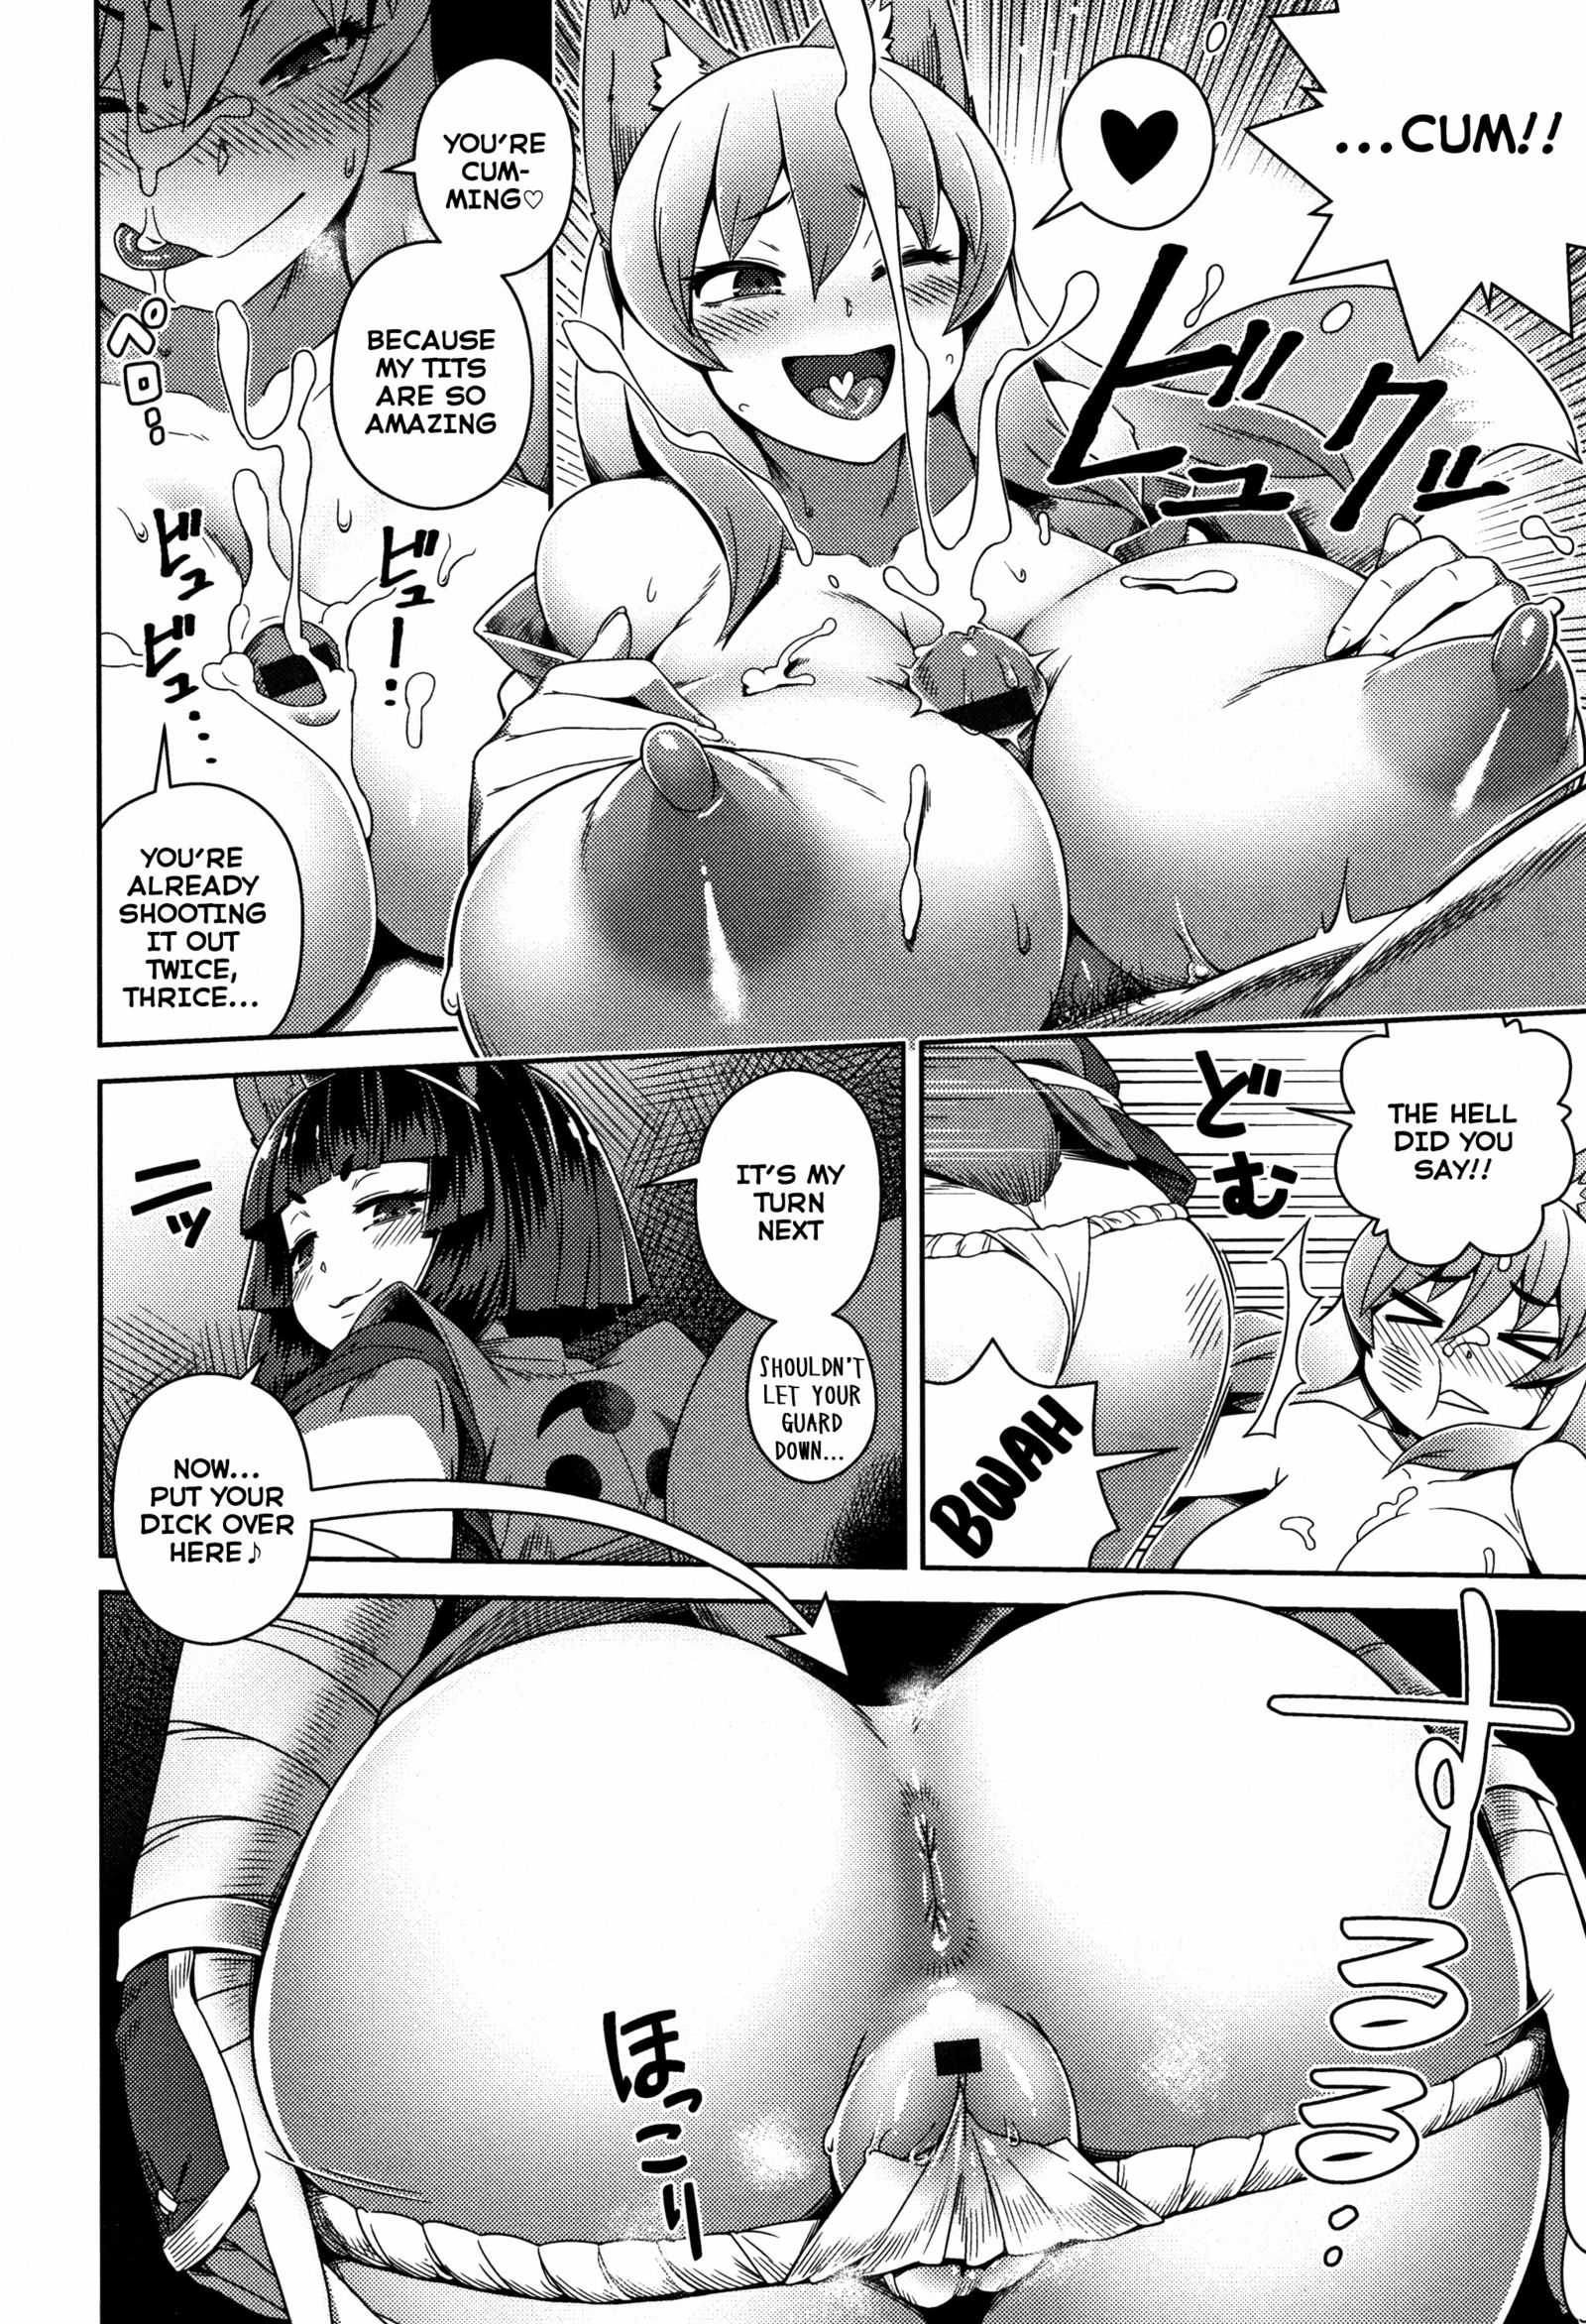 ...CUM!!
♥
ビュクッ
YOU'RE
CUM-
MING♡
BECAUSE
MY TITS
ARE SO
AMAZING
ペロ…
ビュ
ビュー!
ビュ...
YOU'RE
ALREADY
SHOOTING
IT OUT
TWICE,
THRICE...
THE HELL
DID YOU
SAY!!
どむ
BWAH
IT'S MY
TURN
NEXT
SHOULDN'T
LET YOUR
GUARD
DOWN...
ニッ
NOW...
PUT YOUR
DICK OVER
HERE♪
ほっこり